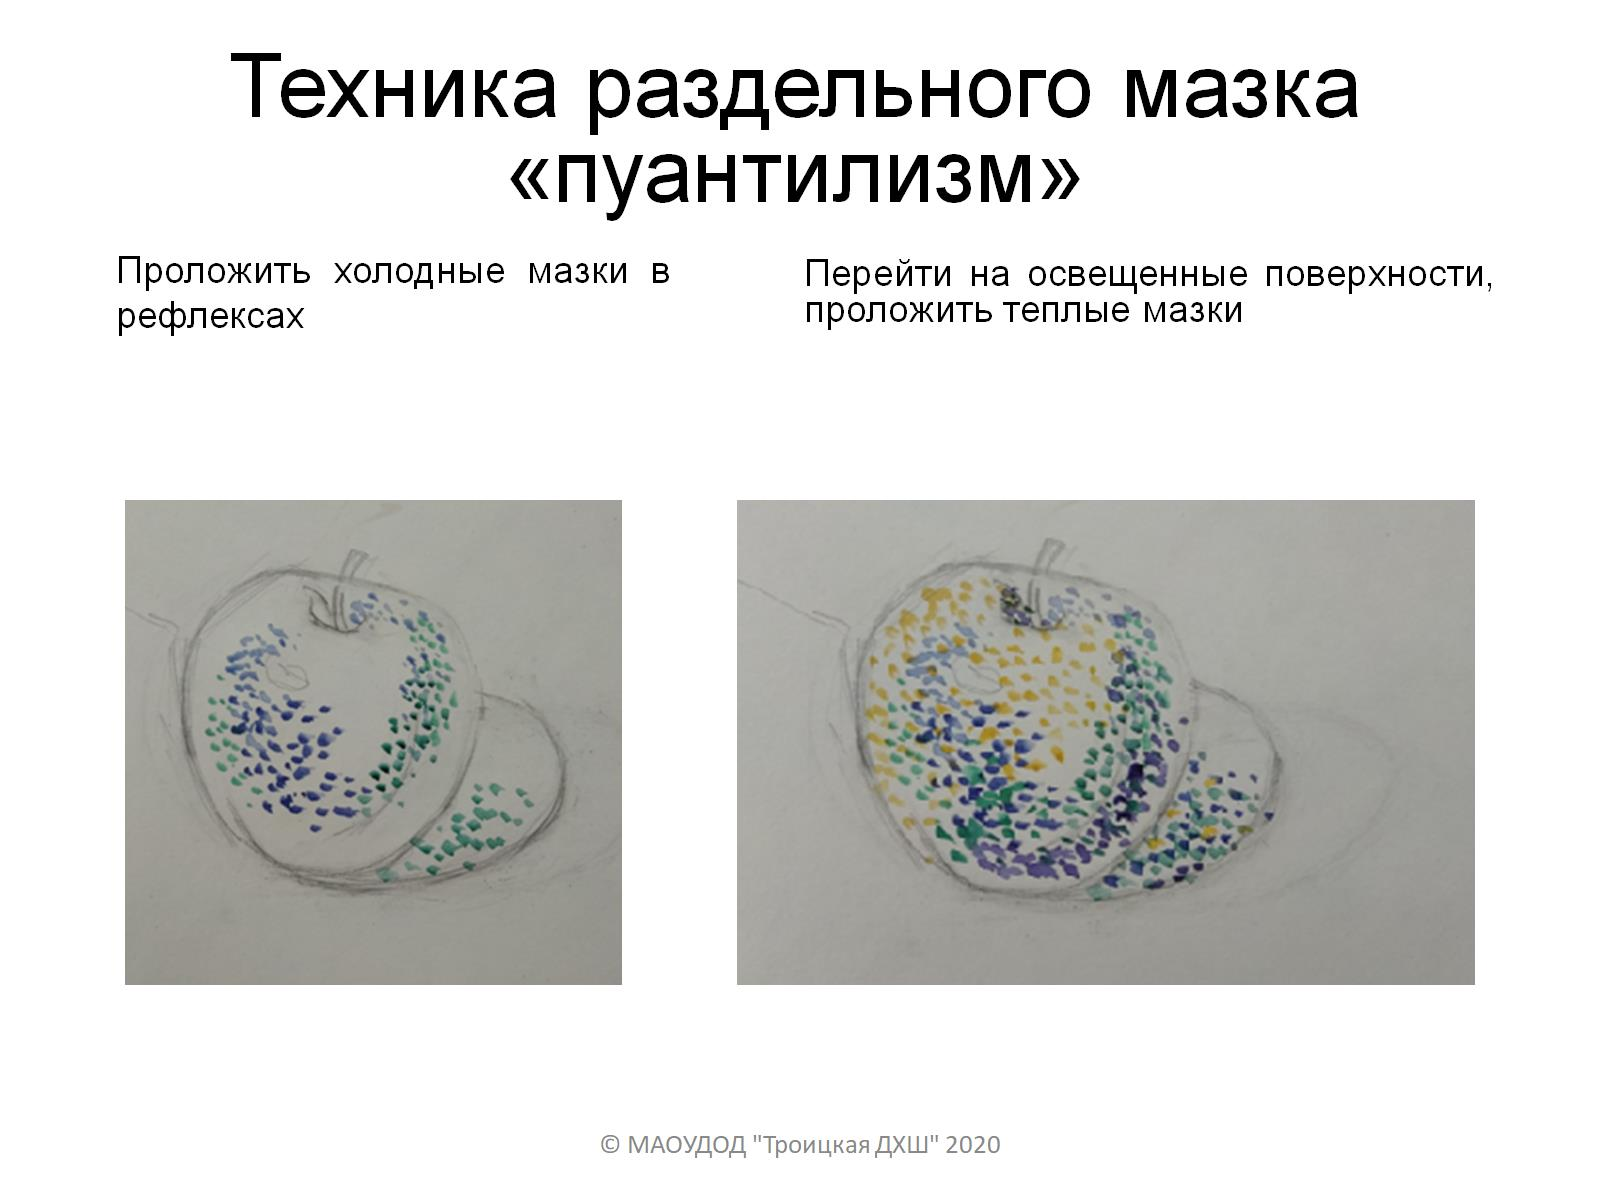 Техника раздельного мазка
«пуантилизм»
Проложить холодные мазки в
рефлексах
Перейти на освещенные поверхности,
проложить теплые мазки
© МАОУДОД "Троицкая ДХШ" 2020